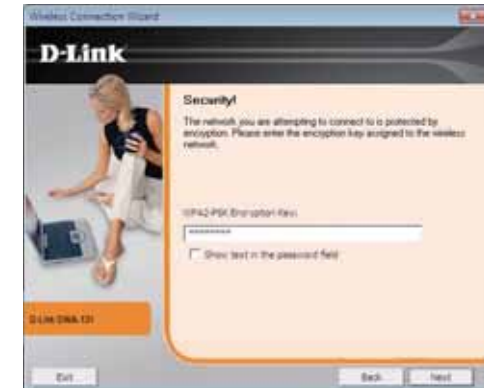 Wireless Connection Wizard
D-Link
Security!
The network you are attempting to connect to is protected by
encryption. Please enter the encryption key assigned to the wireless
network.
WPA2-PSK Encryption Key:
********
Show text in the password field
D-Link DWA-131
Exit
Back
Next